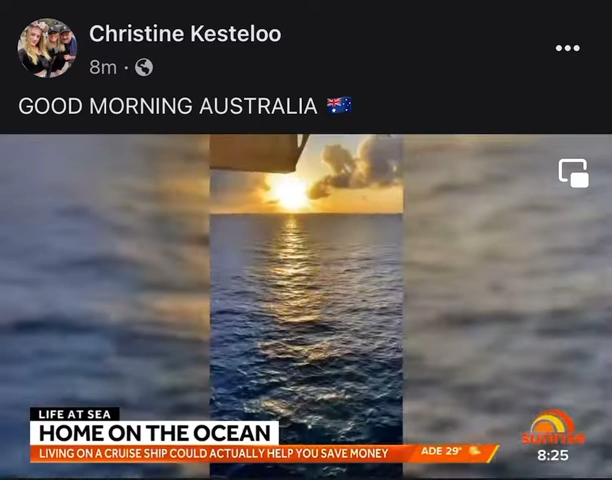 Christine Kesteloo
8m ·
GOOD MORNING AUSTRALIA 🇦🇺
LIFE AT SEA
HOME ON THE OCEAN
LIVING ON A CRUISE SHIP COULD ACTUALLY HELP YOU SAVE MONEY
ADE 29°
sunrise
8:25